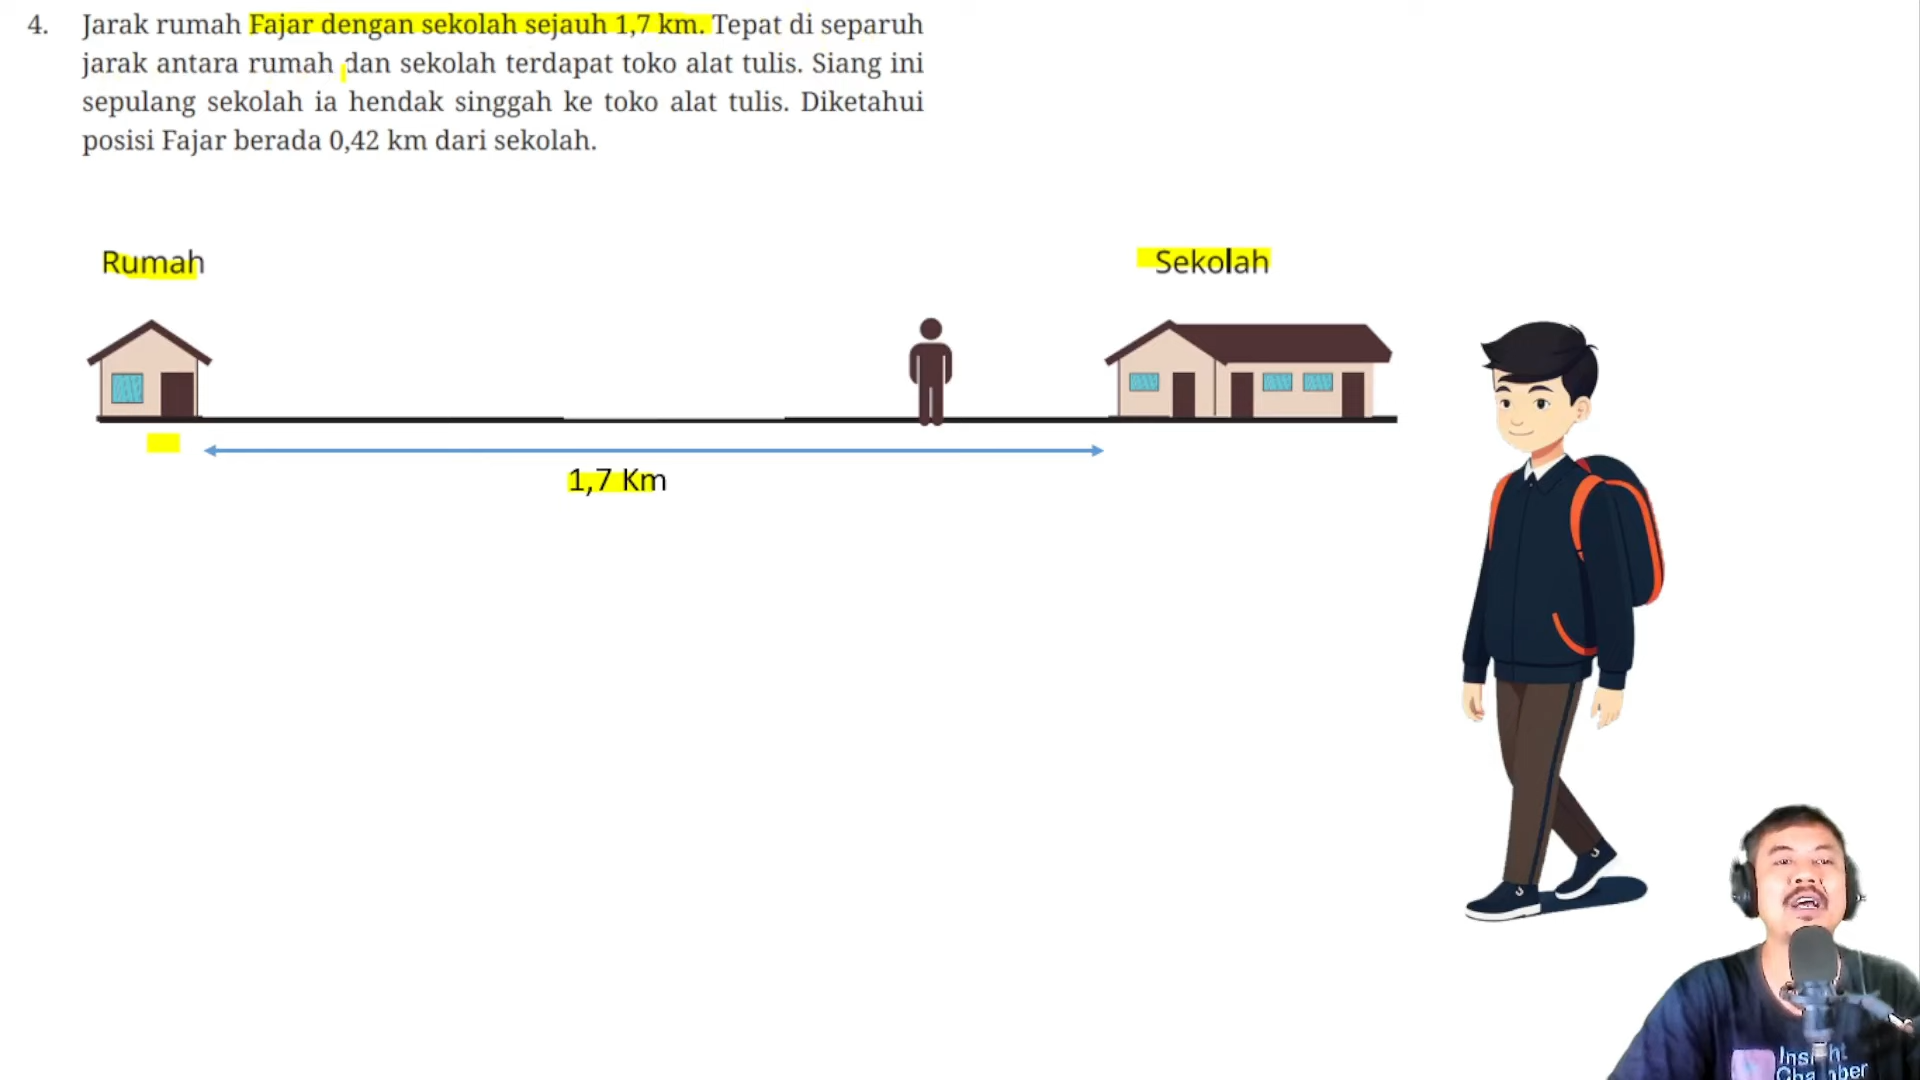 4. Jarak rumah Fajar dengan sekolah sejauh 1,7 km. Tepat di separuh
jarak antara rumah dan sekolah terdapat toko alat tulis. Siang ini
sepulang sekolah ia hendak singgah ke toko alat tulis. Diketahui
posisi Fajar berada 0,42 km dari sekolah.
Rumah
Sekolah
1,7 Km